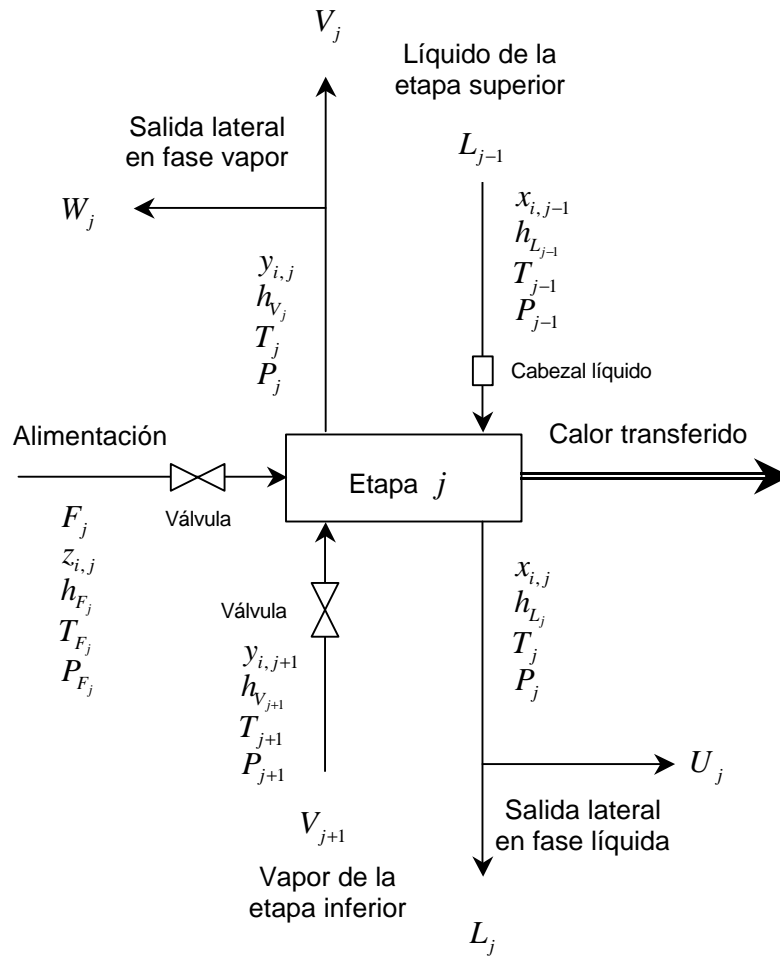 V_j
Líquido de la
etapa superior
Salida lateral
en fase vapor
L_{j-1}
W_j
x_{i,j-1}
h_{L_{j-1}}
T_{j-1}
P_{j-1}
y_{i,j}
h_{V_j}
T_j
P_j
Cabezal líquido
Alimentación
Calor transferido
Etapa j
Válvula
F_j
z_{i,j}
h_{F_j}
T_{F_j}
P_{F_j}
Válvula
y_{i,j+1}
h_{V_{j+1}}
T_{j+1}
P_{j+1}
x_{i,j}
h_{L_j}
T_j
P_j
U_j
Salida lateral
en fase líquida
V_{j+1}
Vapor de la
etapa inferior
L_j